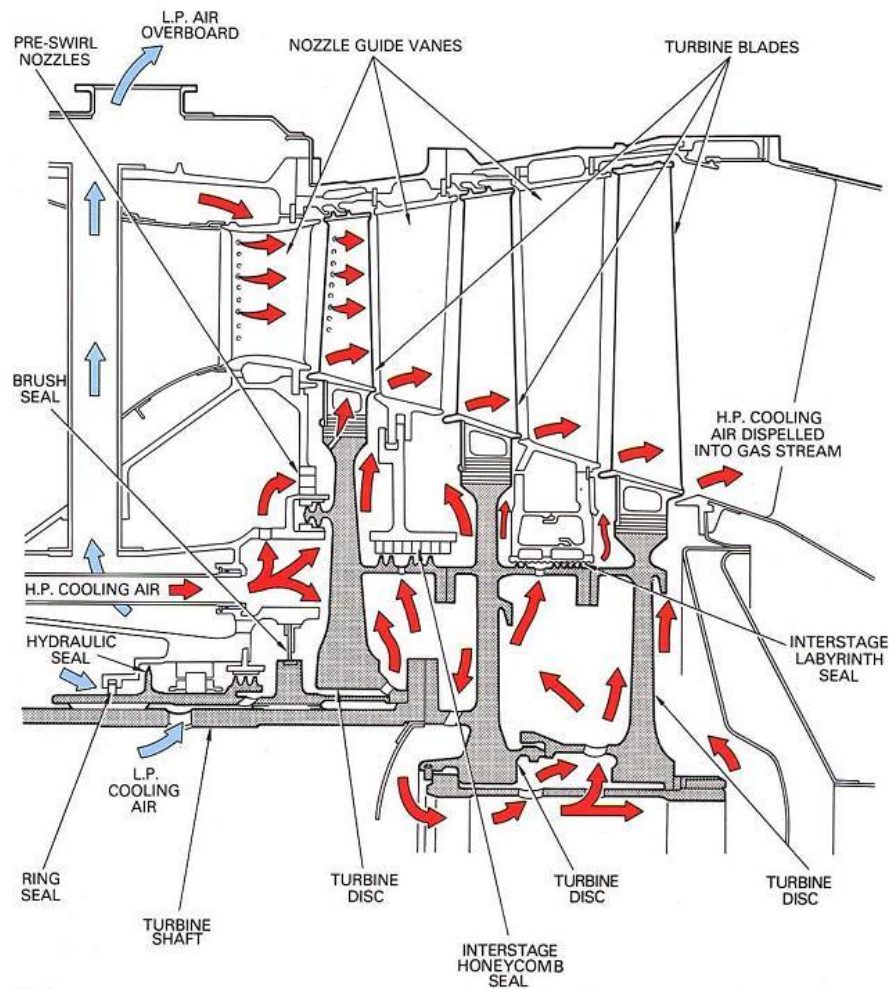 L.P. AIR
OVERBOARD
PRE-SWIRL
NOZZLES
NOZZLE GUIDE VANES
TURBINE BLADES
BRUSH
SEAL
H.P. COOLING
AIR DISPELLED
INTO GAS STREAM
H.P. COOLING AIR
HYDRAULIC
SEAL
INTERSTAGE
LABYRINTH
SEAL
L.P.
COOLING
AIR
RING
SEAL
TURBINE
SHAFT
TURBINE
DISC
INTERSTAGE
HONEYCOMB
SEAL
TURBINE
DISC
TURBINE
DISC